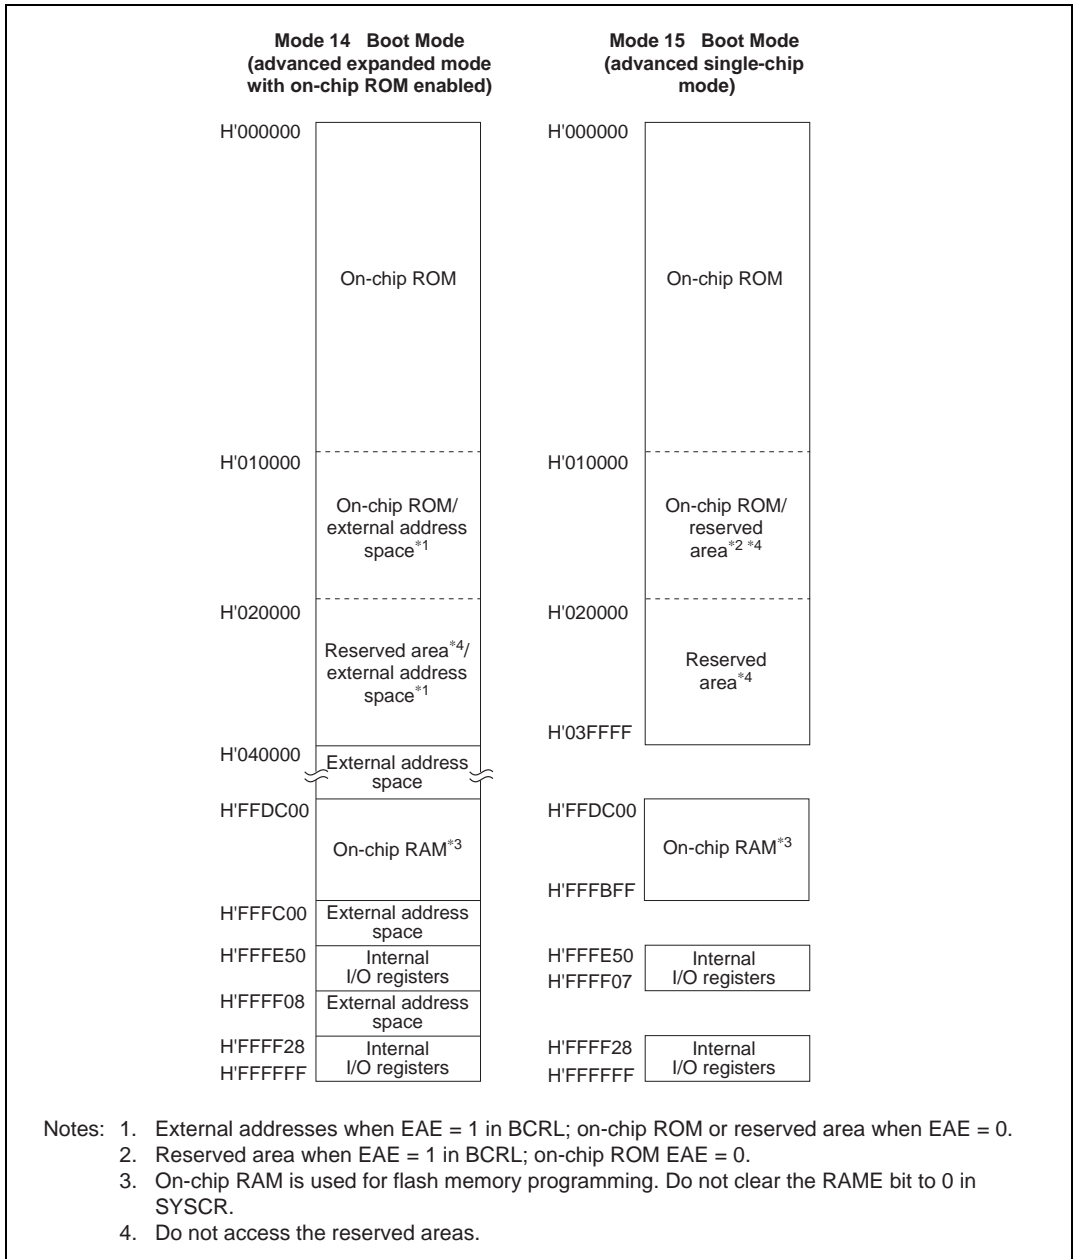 Mode 14 Boot Mode
(advanced expanded mode
with on-chip ROM enabled)
H'000000
On-chip ROM
H'010000
On-chip ROM/
external address
space*1
H'020000
Reserved area*4/
external address
space*1
H'040000
External address
space
H'FFDC00
On-chip RAM*3
H'FFFC00
External address
space
H'FFFE50
Internal
I/O registers
H'FFFF08
External address
space
H'FFFF28
Internal
I/O registers
H'FFFFFF
Mode 15 Boot Mode
(advanced single-chip
mode)
H'000000
On-chip ROM
H'010000
On-chip ROM/
reserved
area*2 *4
H'020000
Reserved
area*4
H'03FFFF
H'FFDC00
On-chip RAM*3
H'FFFBFF
H'FFFE50
Internal
I/O registers
H'FFFF07
H'FFFF28
Internal
I/O registers
H'FFFFFF
Notes: 1. External addresses when EAE = 1 in BCRL; on-chip ROM or reserved area when EAE = 0.
2. Reserved area when EAE = 1 in BCRL; on-chip ROM EAE = 0.
3. On-chip RAM is used for flash memory programming. Do not clear the RAME bit to 0 in
SYSCR.
4. Do not access the reserved areas.